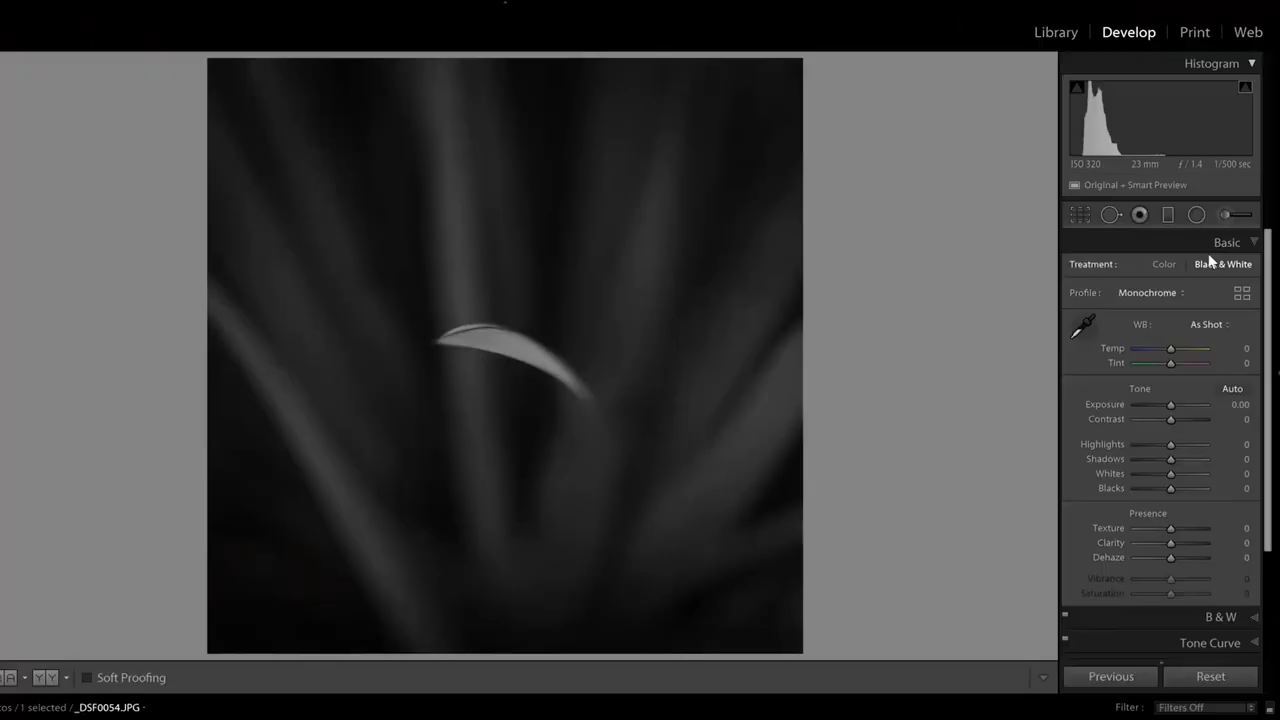 Library Develop Print Web
Histogram
ISO 320 23 mm ƒ / 1.4 1/500 sec
Original + Smart Preview
Basic
Treatment : Color Black & White
Profile : Monochrome
WB : As Shot
Temp 0
Tint 0
Tone Auto
Exposure 0.00
Contrast 0
Highlights 0
Shadows 0
Whites 0
Blacks 0
Presence
Texture 0
Clarity 0
Dehaze 0
Vibrance 0
Saturation 0
B & W
Tone Curve
Y Y Soft Proofing
Previous Reset
/ 1 selected / _DSF0054.JPG
Filter : Filters Off